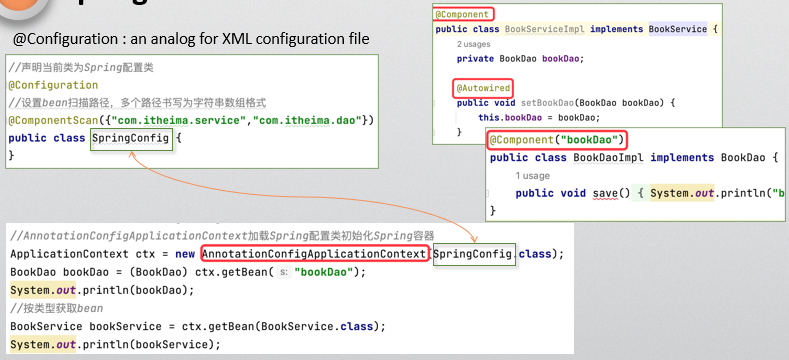 @Configuration : an analog for XML configuration file
//声明当前类为Spring配置类
@Configuration
//设置bean扫描路径，多个路径书写为字符串数组格式
@ComponentScan({"com.itheima.service","com.itheima.dao"})
public class SpringConfig {
}
@Component
public class BookServiceImpl implements BookService {
2 usages
private BookDao bookDao;
@Autowired
public void setBookDao(BookDao bookDao) {
this.bookDao = bookDao;
}
@Component("bookDao")
public class BookDaoImpl implements BookDao {
1 usage
public void save() { System.out.println("b
}
//AnnotationConfigApplicationContext加载Spring配置类初始化Spring容器
ApplicationContext ctx = new AnnotationConfigApplicationContext(SpringConfig.class);
BookDao bookDao = (BookDao) ctx.getBean( s: "bookDao");
System.out.println(bookDao);
//按类型获取bean
BookService bookService = ctx.getBean(BookService.class);
System.out.println(bookService);